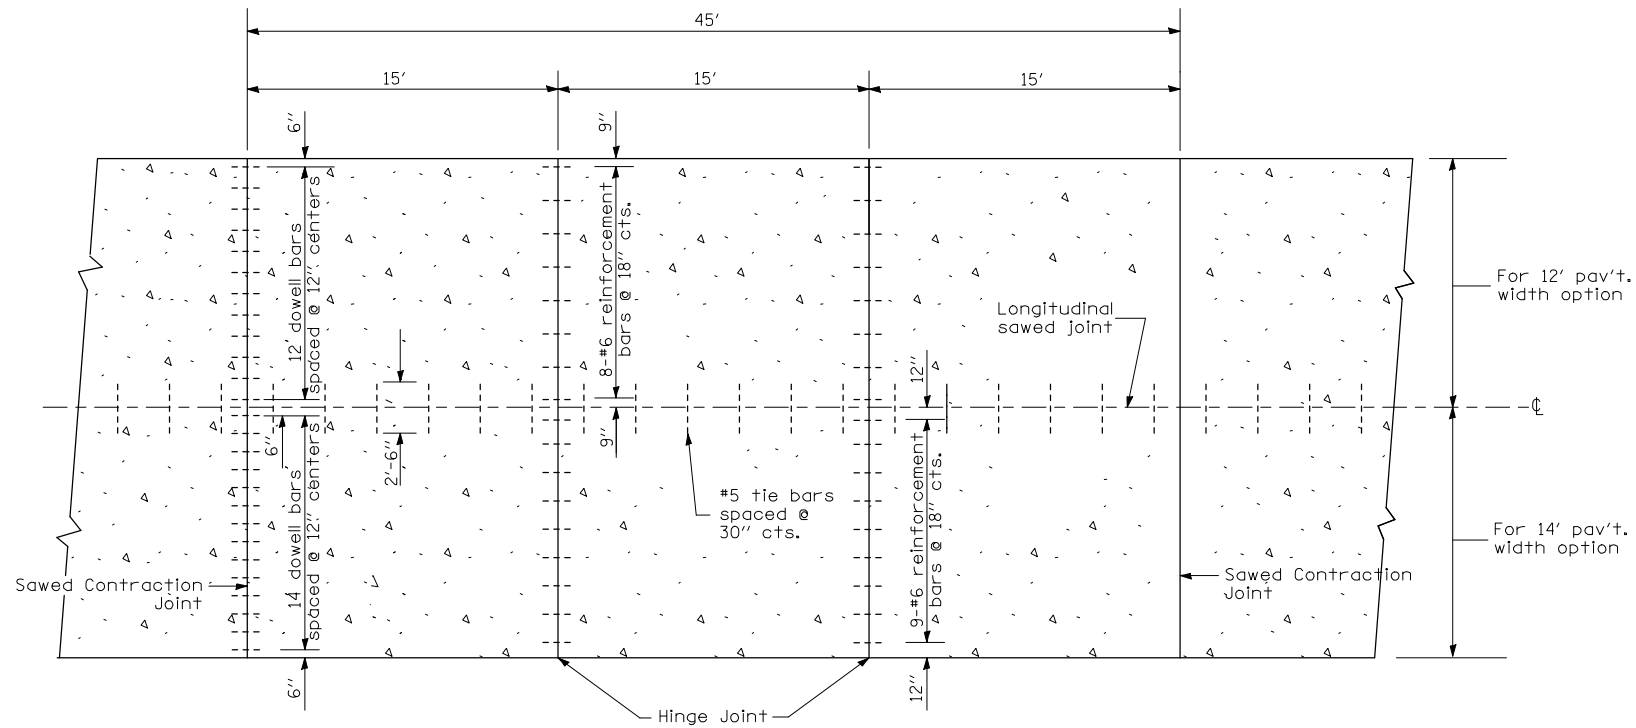 45'
15'
15'
15'
6"
9"
12' dowell bars
spaced @ 12" centers
8-#6 reinforcement
bars @ 18" cts.
For 12' pav't.
width option
Longitudinal
sawed joint
12"
℄
6"
2'-6"
9"
14 dowell bars
spaced @ 12" centers
#5 tie bars
spaced @
30" cts.
9-#6 reinforcement
bars @ 18" cts.
For 14' pav't.
width option
Sawed Contraction
Joint
Sawed Contraction
Joint
6"
12"
Hinge Joint